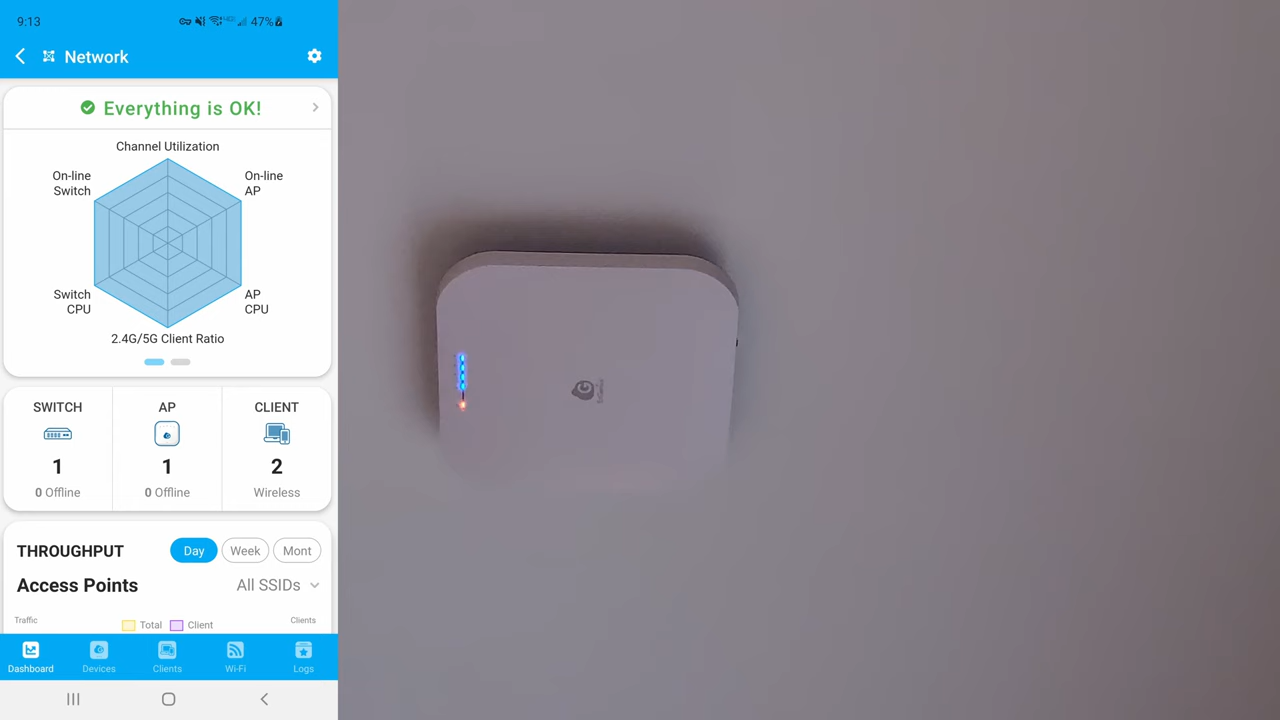 9:13
47%
Network
Everything is OK!
Channel Utilization
On-line
Switch
On-line
AP
Switch
CPU
AP
CPU
2.4G/5G Client Ratio
SWITCH
AP
CLIENT
1
1
2
0 Offline
0 Offline
Wireless
THROUGHPUT
Day
Week
Mont
Access Points
All SSIDs
Traffic
Total
Client
Clients
Dashboard
Devices
Clients
Wi-Fi
Logs